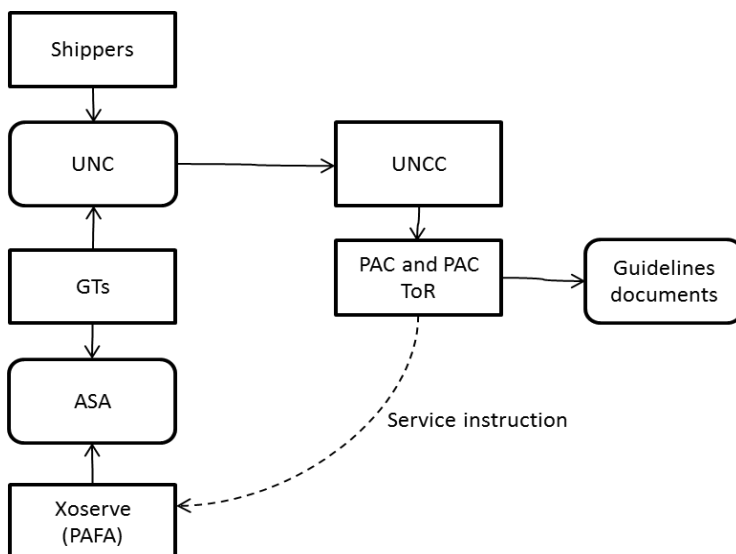 Shippers
UNC
UNCC
GTs
PAC and PAC
ToR
Guidelines
documents
ASA
Service instruction
Xoserve
(PAFA)